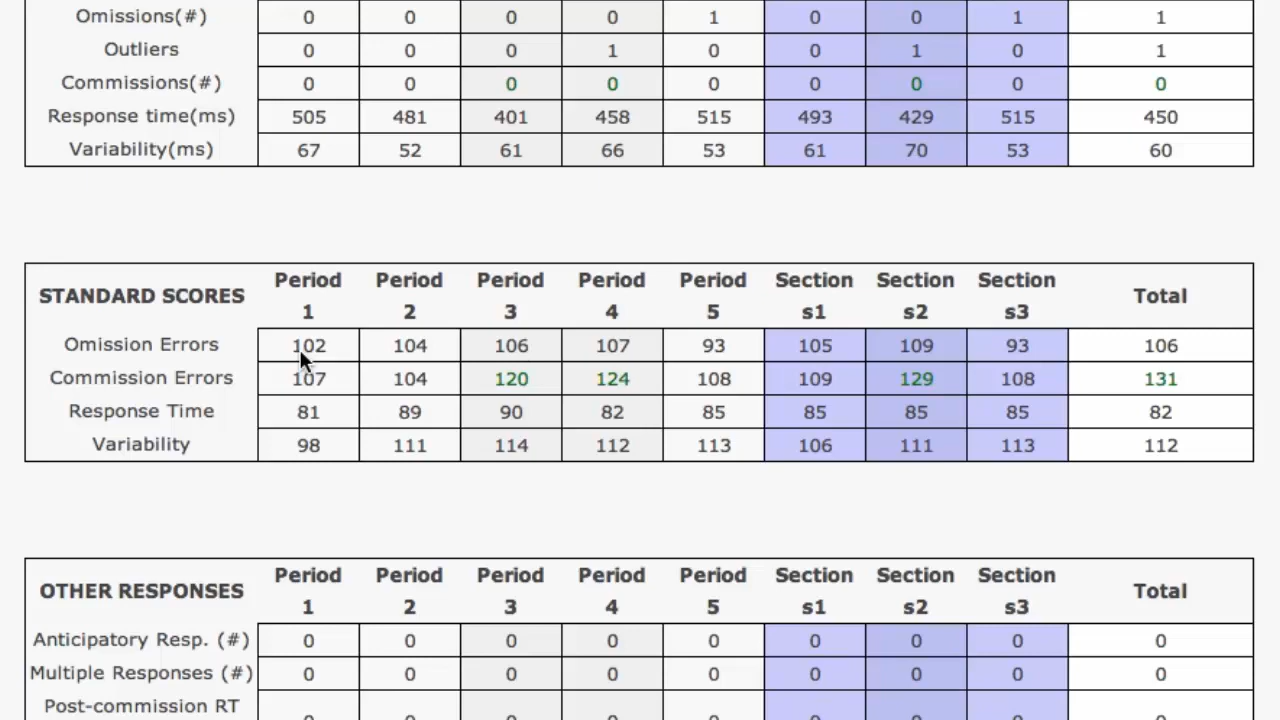 Omissions(#) 0 0 0 0 1 0 0 1 1
Outliers 0 0 0 1 0 0 1 0 1
Commissions(#) 0 0 0 0 0 0 0 0 0
Response time(ms) 505 481 401 458 515 493 429 515 450
Variability(ms) 67 52 61 66 53 61 70 53 60
STANDARD SCORES Period 1 Period 2 Period 3 Period 4 Period 5 Section s1 Section s2 Section s3 Total
Omission Errors 102 104 106 107 93 105 109 93 106
Commission Errors 107 104 120 124 108 109 129 108 131
Response Time 81 89 90 82 85 85 85 85 82
Variability 98 111 114 112 113 106 111 113 112
OTHER RESPONSES Period 1 Period 2 Period 3 Period 4 Period 5 Section s1 Section s2 Section s3 Total
Anticipatory Resp. (#) 0 0 0 0 0 0 0 0 0
Multiple Responses (#) 0 0 0 0 0 0 0 0 0
Post-commission RT